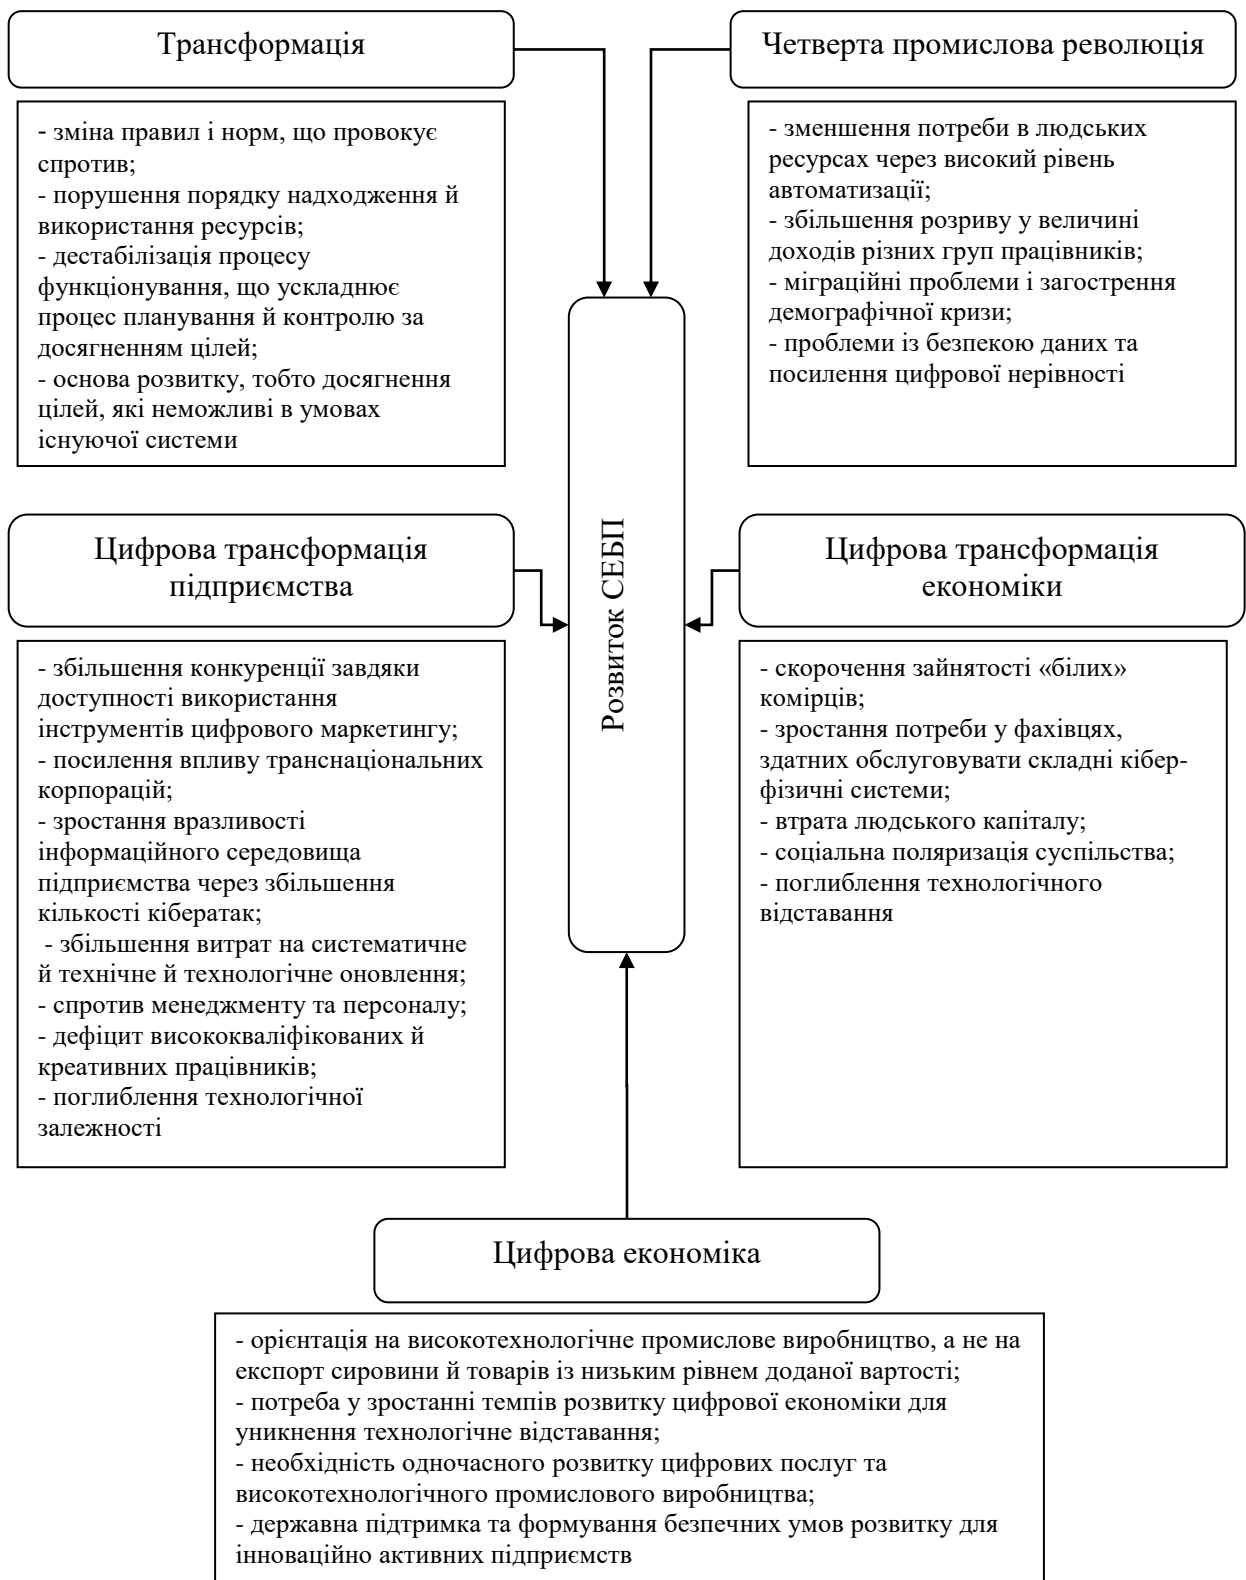 Трансформація
- зміна правил і норм, що провокує
спротив;
- порушення порядку надходження й
використання ресурсів;
- дестабілізація процесу
функціонування, що ускладнює
процес планування й контролю за
досягненням цілей;
- основа розвитку, тобто досягнення
цілей, які неможливі в умовах
існуючої системи
Четверта промислова революція
- зменшення потреби в людських
ресурсах через високий рівень
автоматизації;
- збільшення розриву у величині
доходів різних груп працівників;
- міграційні проблеми і загострення
демографічної кризи;
- проблеми із безпекою даних та
посилення цифрової нерівності
Розвиток СЕБП
Цифрова трансформація
підприємства
- збільшення конкуренції завдяки
доступності використання
інструментів цифрового маркетингу;
- посилення впливу транснаціональних
корпорацій;
- зростання вразливості
інформаційного середовища
підприємства через збільшення
кількості кібератак;
- збільшення витрат на систематичне
й технічне й технологічне оновлення;
- спротив менеджменту та персоналу;
- дефіцит висококваліфікованих й
креативних працівників;
- поглиблення технологічної
залежності
Цифрова трансформація
економіки
- скорочення зайнятості «білих»
комірців;
- зростання потреби у фахівцях,
здатних обслуговувати складні кібер-
фізичні системи;
- втрата людського капіталу;
- соціальна поляризація суспільства;
- поглиблення технологічного
відставання
Цифрова економіка
- орієнтація на високотехнологічне промислове виробництво, а не на
експорт сировини й товарів із низьким рівнем доданої вартості;
- потреба у зростанні темпів розвитку цифрової економіки для
уникнення технологічне відставання;
- необхідність одночасного розвитку цифрових послуг та
високотехнологічного промислового виробництва;
- державна підтримка та формування безпечних умов розвитку для
інноваційно активних підприємств